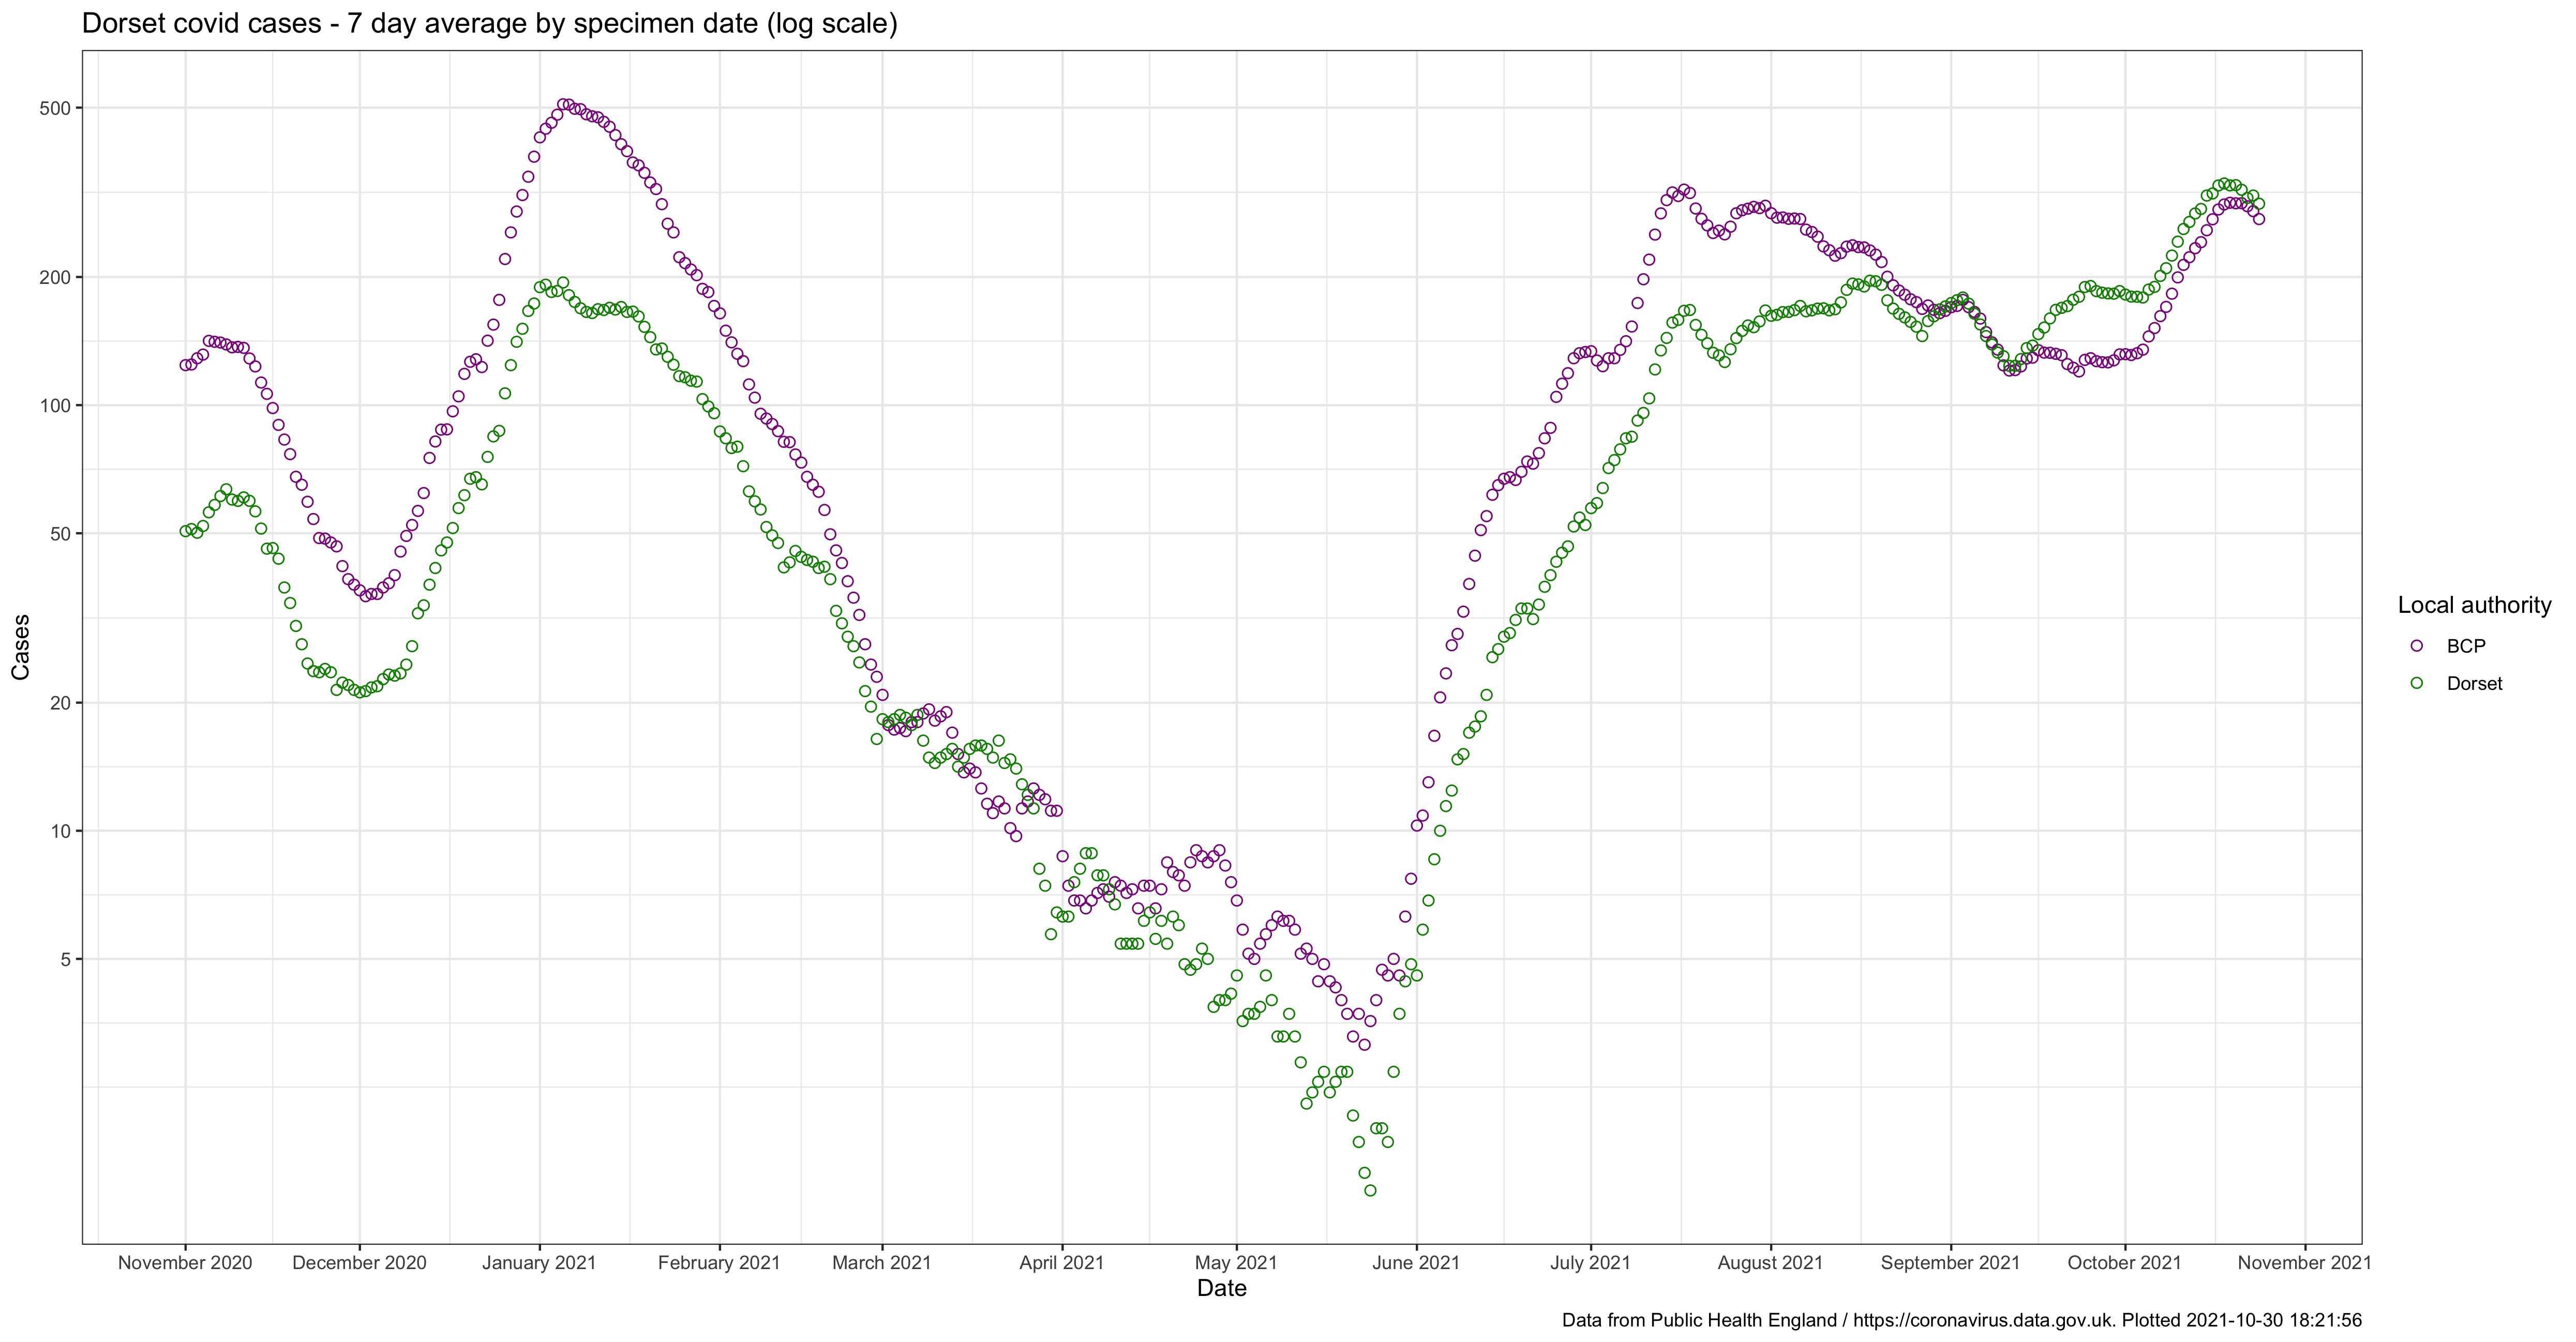 Dorset covid cases - 7 day average by specimen date (log scale)
500
200
100
50
20
10
5
Cases
November 2020
December 2020
January 2021
February 2021
March 2021
April 2021
May 2021
June 2021
July 2021
August 2021
September 2021
October 2021
November 2021
Date
Local authority
BCP
Dorset
Data from Public Health England / https://coronavirus.data.gov.uk. Plotted 2021-10-30 18:21:56